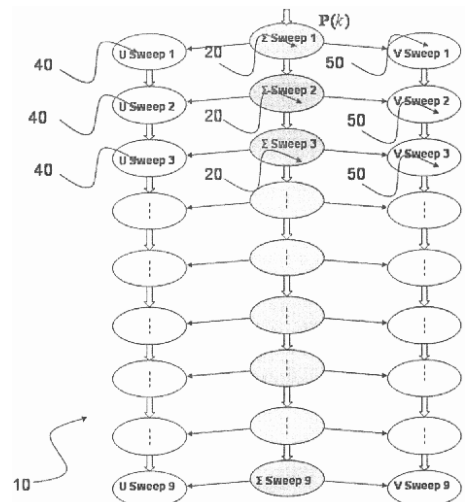 P(k)
40 U Sweep 1 20 Σ Sweep 1 50 V Sweep 1
40 U Sweep 2 20 Σ Sweep 2 50 V Sweep 2
40 U Sweep 3 20 Σ Sweep 3 50 V Sweep 3
10 U Sweep 9 Σ Sweep 9 V Sweep 9